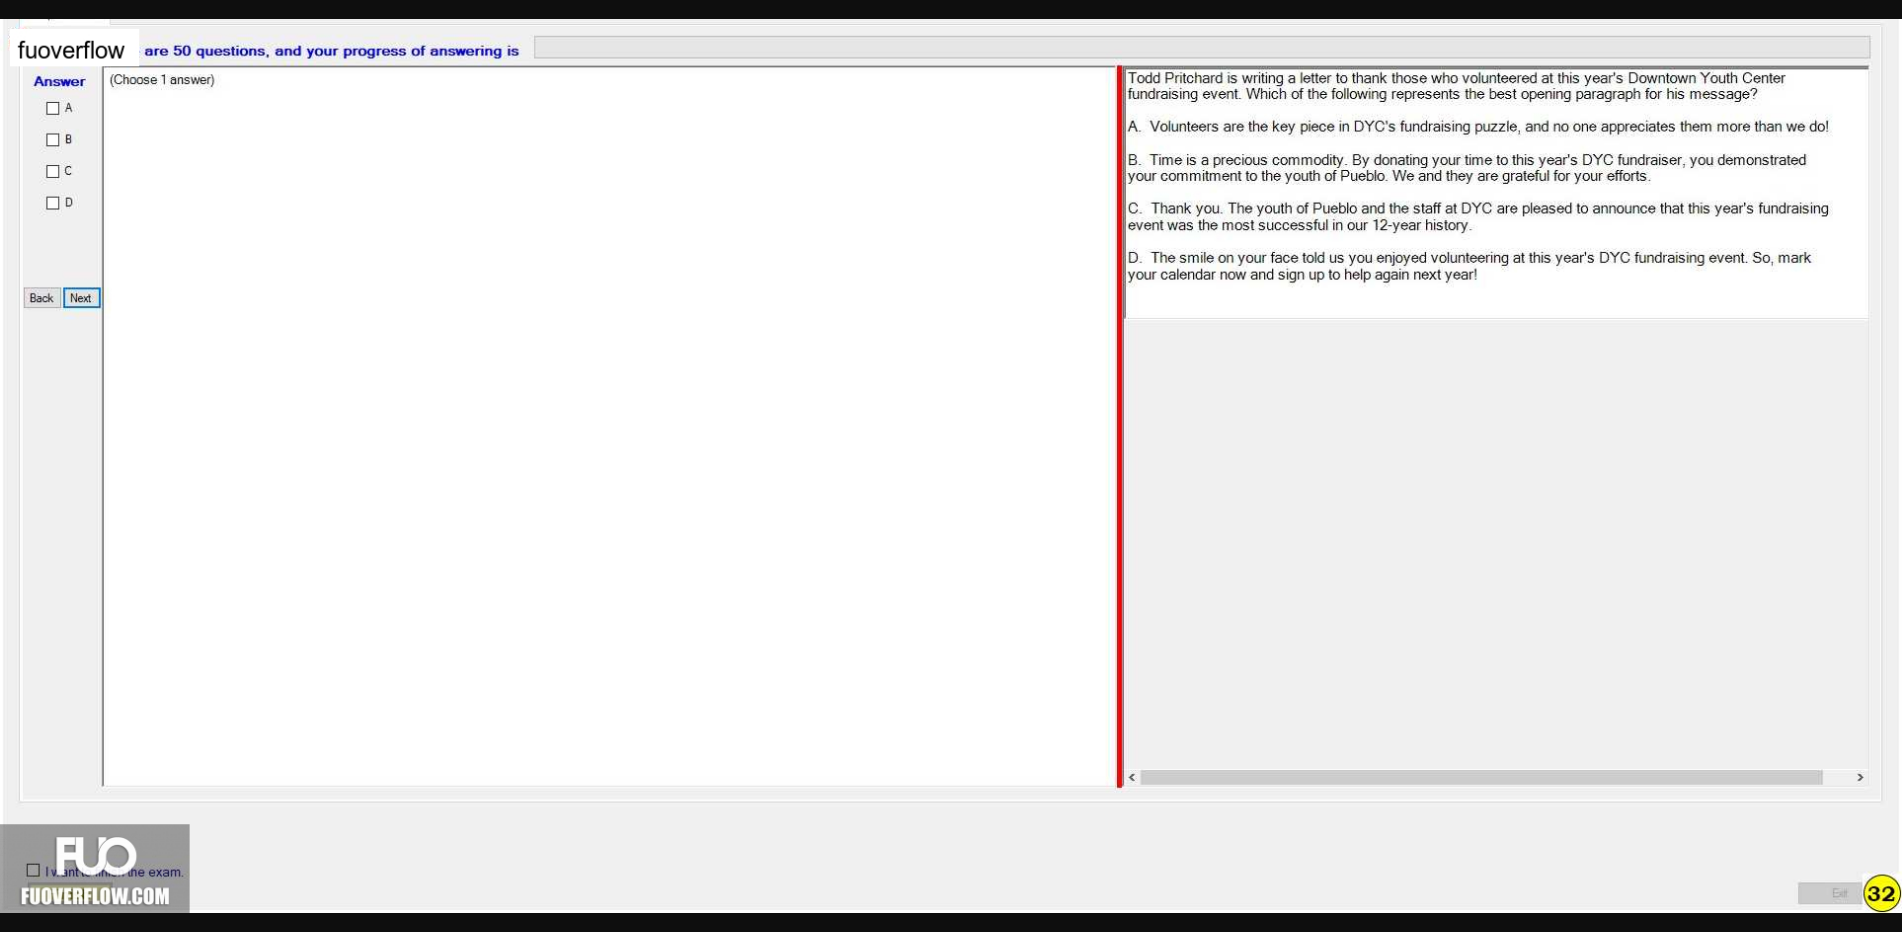 fuoverflow are 50 questions, and your progress of answering is
Answer
(Choose 1 answer)
A
B
C
D
Back Next
Todd Pritchard is writing a letter to thank those who volunteered at this year's Downtown Youth Center
fundraising event. Which of the following represents the best opening paragraph for his message?
A. Volunteers are the key piece in DYC's fundraising puzzle, and no one appreciates them more than we do!
B. Time is a precious commodity. By donating your time to this year's DYC fundraiser, you demonstrated
your commitment to the youth of Pueblo. We and they are grateful for your efforts.
C. Thank you. The youth of Pueblo and the staff at DYC are pleased to announce that this year's fundraising
event was the most successful in our 12-year history.
D. The smile on your face told us you enjoyed volunteering at this year's DYC fundraising event. So, mark
your calendar now and sign up to help again next year!
FUO
I want to finish the exam.
FUOVERFLOW.COM
Exit
32